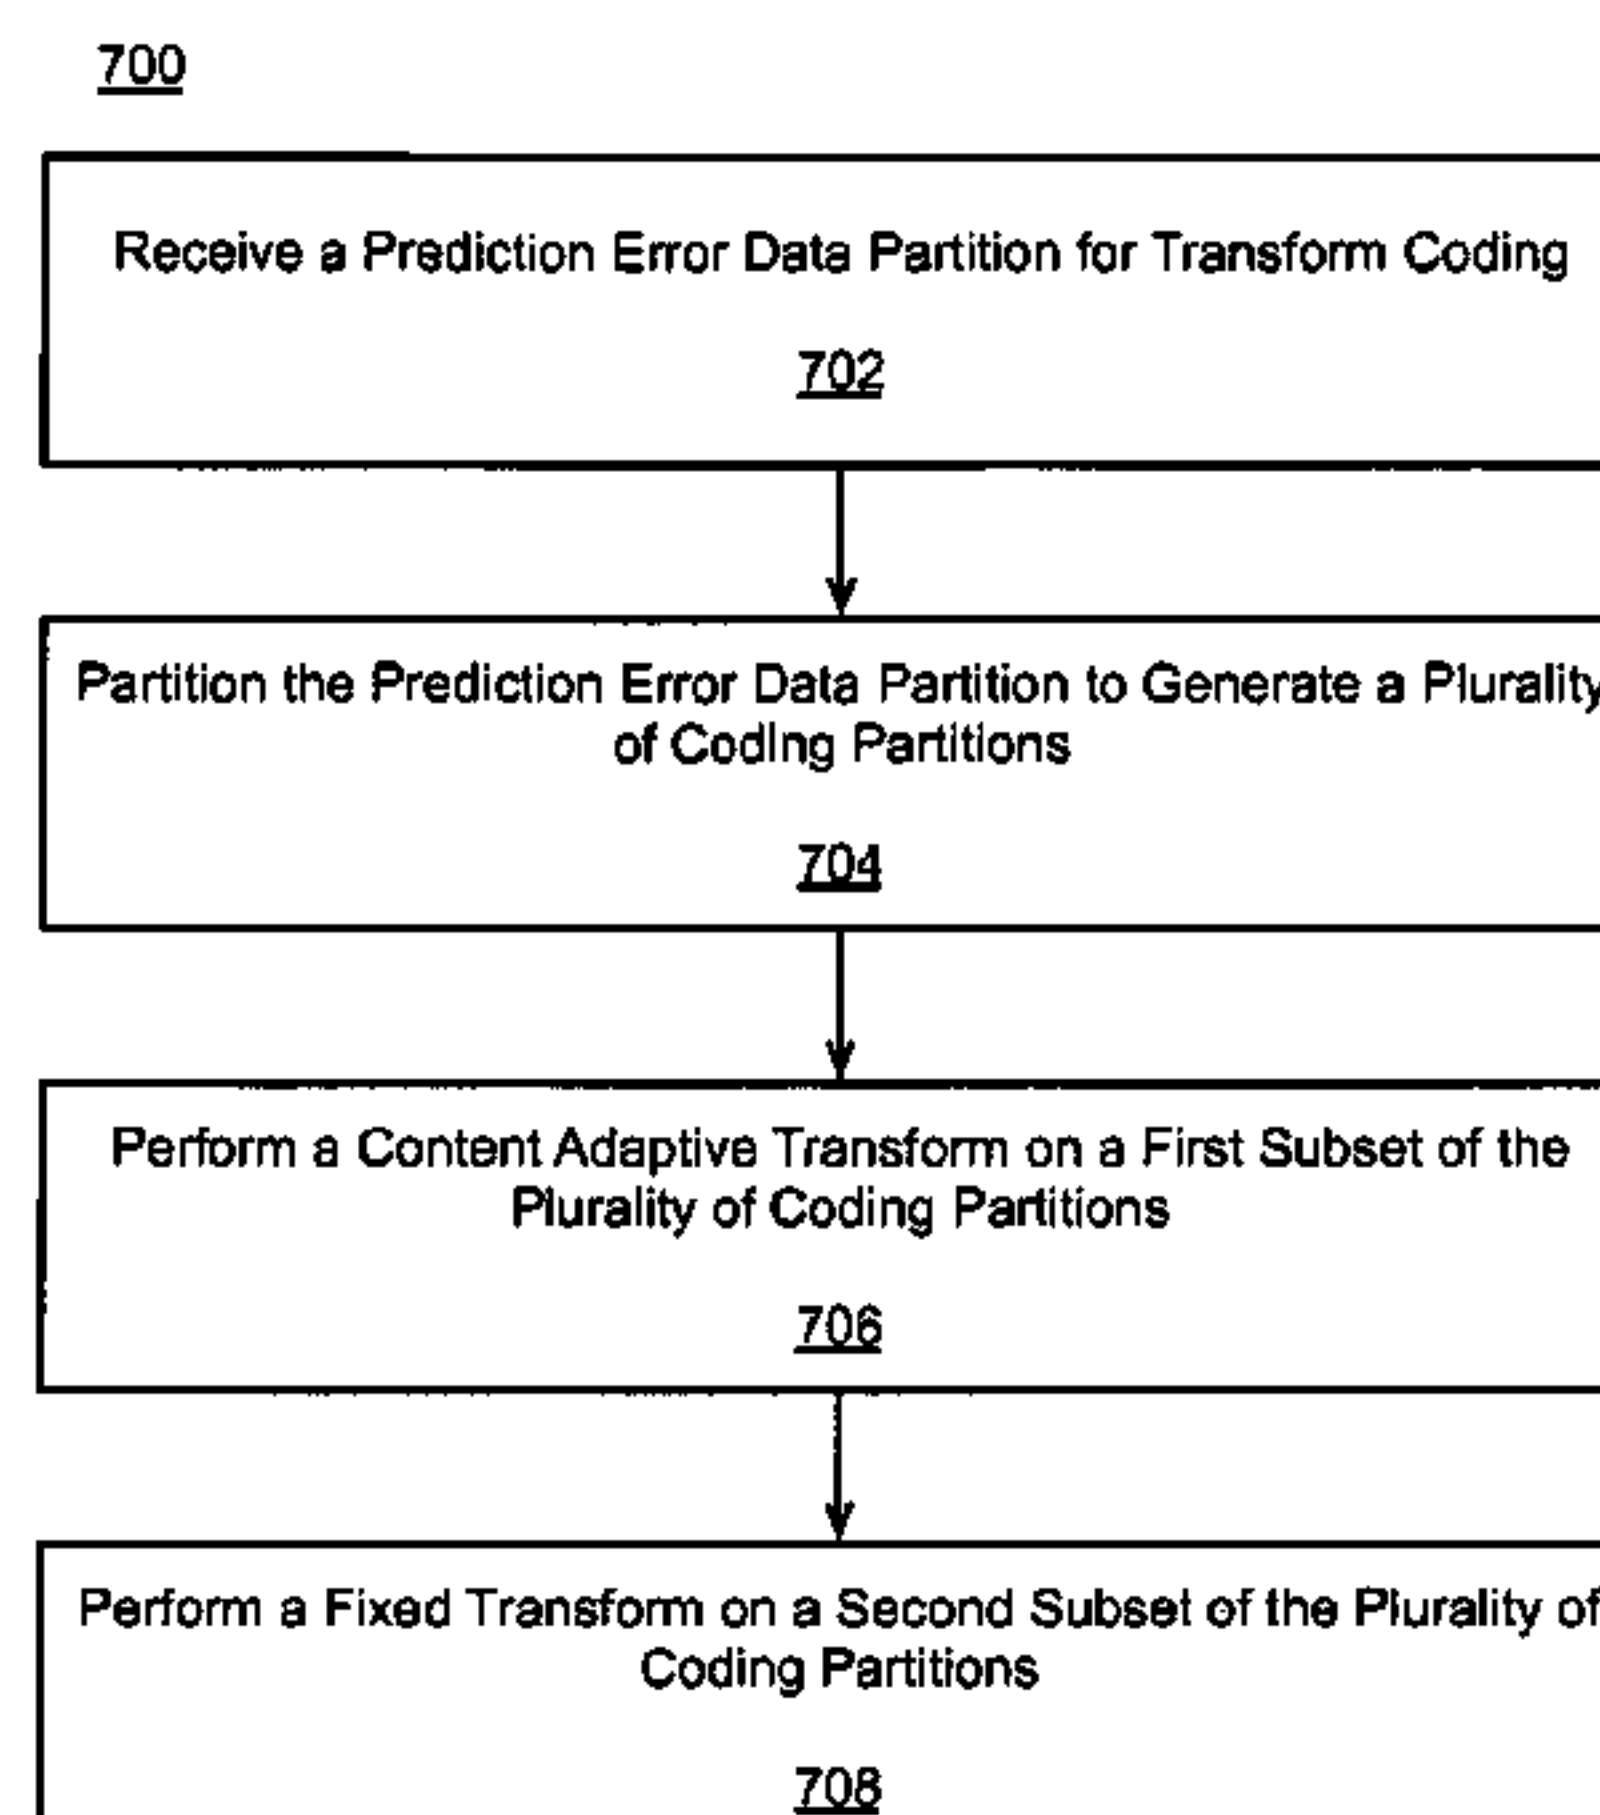 700
Receive a Prediction Error Data Partition for Transform Coding
702
Partition the Prediction Error Data Partition to Generate a Plurality
of Coding Partitions
704
Perform a Content Adaptive Transform on a First Subset of the
Plurality of Coding Partitions
706
Perform a Fixed Transform on a Second Subset of the Plurality of
Coding Partitions
708